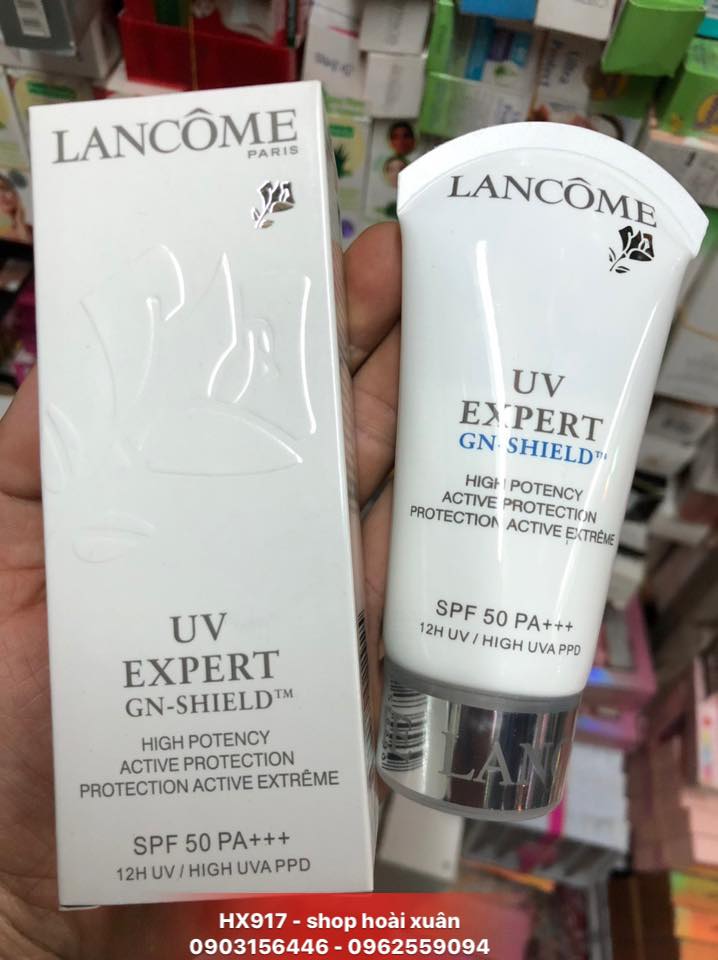 LANCÔME
PARIS
UV
EXPERT
GN-SHIELD™
HIGH POTENCY
ACTIVE PROTECTION
PROTECTION ACTIVE EXTRÊME
SPF 50 PA+++
12H UV / HIGH UVA PPD
LANCÔME
UV
EXPERT
GN-SHIELD™
HIGH POTENCY
ACTIVE PROTECTION
PROTECTION ACTIVE EXTRÊME
SPF 50 PA+++
12H UV / HIGH UVA PPD
LAN
HX917 - shop hoài xuân
0903156446 - 0962559094